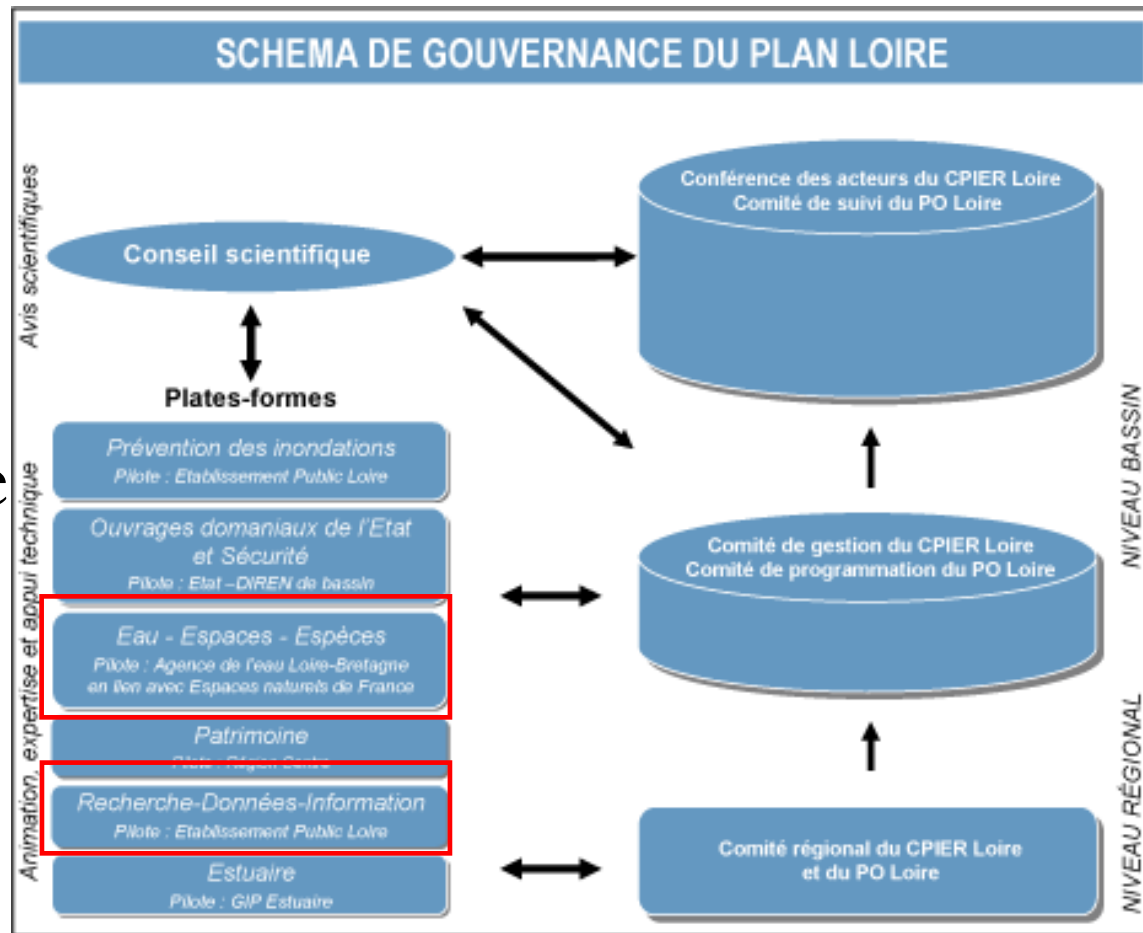 SCHEMA DE GOUVERNANCE DU PLAN LOIRE
Avis scientifiques
Conseil scientifique
Conférence des acteurs du CPIER Loire
Comité de suivi du PO Loire
Plates-formes
Animation, expertise et appui technique
Prévention des inondations
Pilote : Etablissement Public Loire
Ouvrages domaniaux de l'Etat
et Sécurité
Pilote : Etat –DIREN de bassin
Eau - Espaces - Espèces
Pilote : Agence de l'eau Loire-Bretagne
en lien avec Espaces naturels de France
Patrimoine
Pilote : Région Centre
Recherche-Données-Information
Pilote : Etablissement Public Loire
Estuaire
Pilote : GIP Estuaire
Comité de gestion du CPIER Loire
Comité de programmation du PO Loire
Comité régional du CPIER Loire
et du PO Loire
NIVEAU BASSIN
NIVEAU RÉGIONAL
e